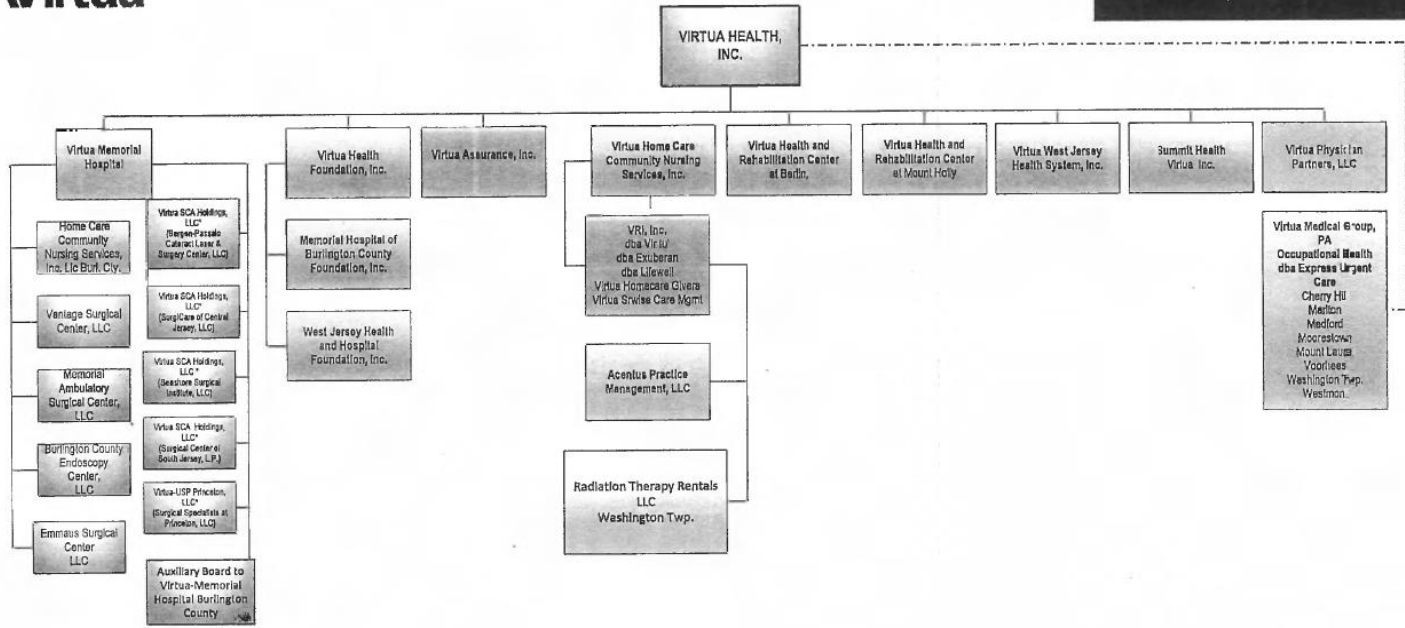 Virtua
VIRTUA HEALTH,
INC.
Virtua Memorial
Hospital
Virtua Health
Foundation, Inc.
Virtua Assurance, Inc.
Virtua Home Care
Community Nursing
Services, Inc.
Virtua Health and
Rehabilitation Center
at Berlin,
Virtua Health and
Rehabilitation Center
at Mount Holly
Virtua West Jersey
Health System, Inc.
Summit Health
Virtua Inc.
Virtua Physician
Partners, LLC
Home Care
Community
Nursing Services,
Inc. Lic Burl. Cty.
Vantage Surgical
Center, LLC
Memorial
Ambulatory
Surgical Center,
LLC
Burlington County
Endoscopy
Center,
LLC
Emmaus Surgical
Center
LLC
Virtua SCA Holdings,
LLC*
(Bergen-Passaic
Cataract Laser &
Surgery Center, LLC)
Virtua SCA Holdings,
LLC*
(SurgiCare of Central
Jersey, LLC)
Virtua SCA Holdings,
LLC *
(Seashore Surgical
Institute, LLC)
Virtua SCA Holdings,
LLC*
(Surgical Center of
South Jersey, L.P.)
Virtua-USP Princeton,
LLC*
(Surgical Specialists at
Princeton, LLC)
Auxiliary Board to
Virtua-Memorial
Hospital Burlington
County
Memorial Hospital of
Burlington County
Foundation, Inc.
West Jersey Health
and Hospital
Foundation, Inc.
VRI, Inc.
dba Virtu
dba Exuberan
dba Lifewell
Virtua Homecare Givers
Virtua Srwise Care Mgmt
Acentus Practice
Management, LLC
Radiation Therapy Rentals
LLC
Washington Twp.
Virtua Medical Group,
PA
Occupational Health
dba Express Urgent
Care
Cherry Hill
Marlton
Medford
Moorestown
Mount Laurel
Voorhees
Washington Twp.
Westmon